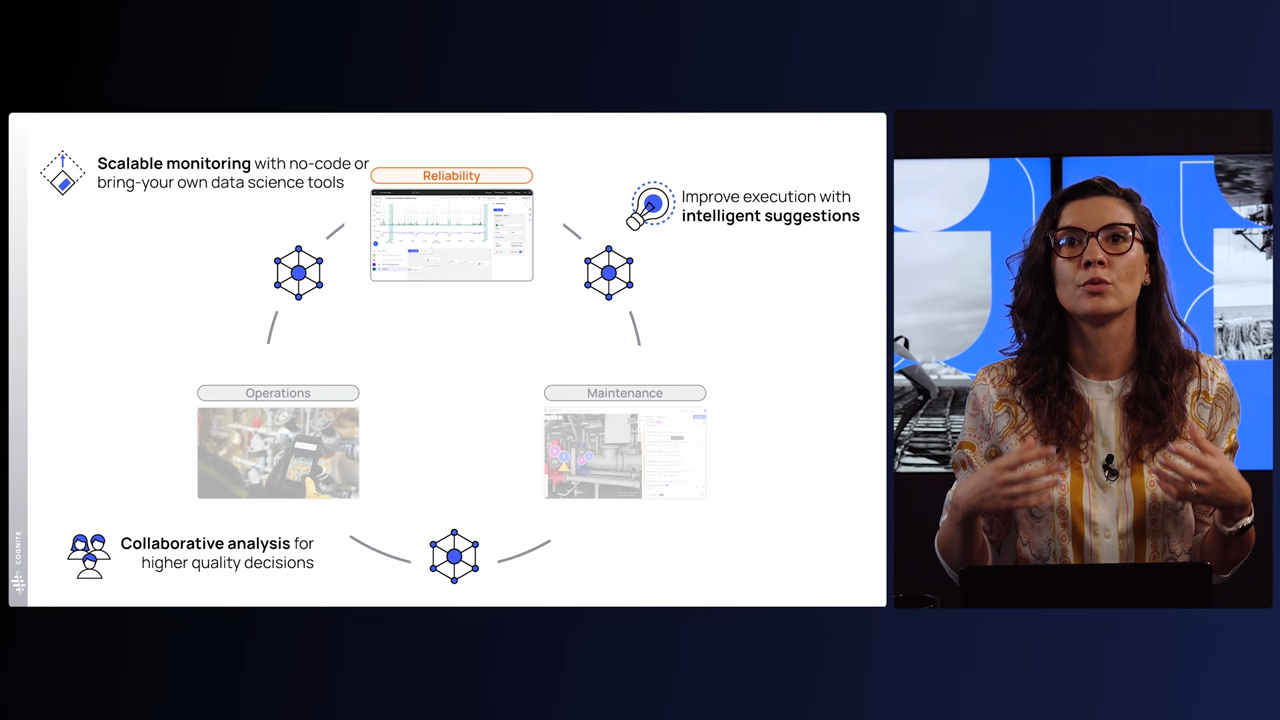 Scalable monitoring with no-code or
bring-your own data science tools
Reliability
Improve execution with
intelligent suggestions
Operations
Maintenance
Collaborative analysis for
higher quality decisions
COGNITE